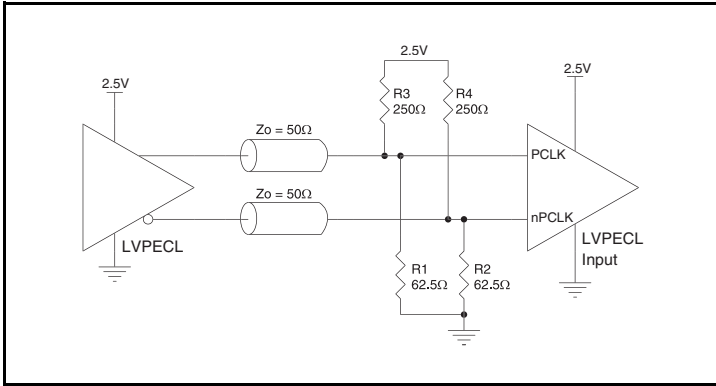 2.5V
2.5V
2.5V
R3
250Ω
R4
250Ω
Zo = 50Ω
PCLK
Zo = 50Ω
nPCLK
LVPECL
LVPECL
Input
R1
62.5Ω
R2
62.5Ω